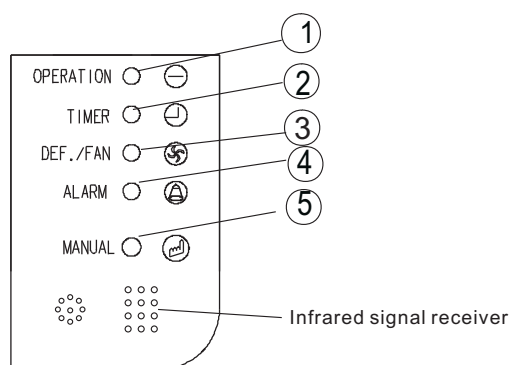 1
OPERATION
2
TIMER
3
DEF./FAN
4
ALARM
5
MANUAL
Infrared signal receiver